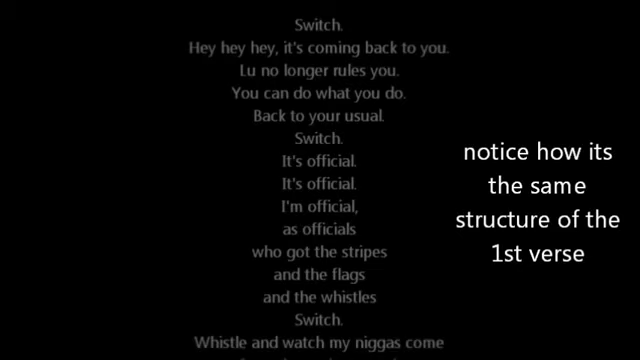 Switch.
Hey hey hey, it's coming back to you.
Lu no longer rules you.
You can do what you do.
Back to your usual.
Switch.
It's official.
It's official.
I'm official,
as officials
who got the stripes
and the flags
and the whistles
Switch.
Whistle and watch my niggas come
notice how its
the same
structure of the
1st verse